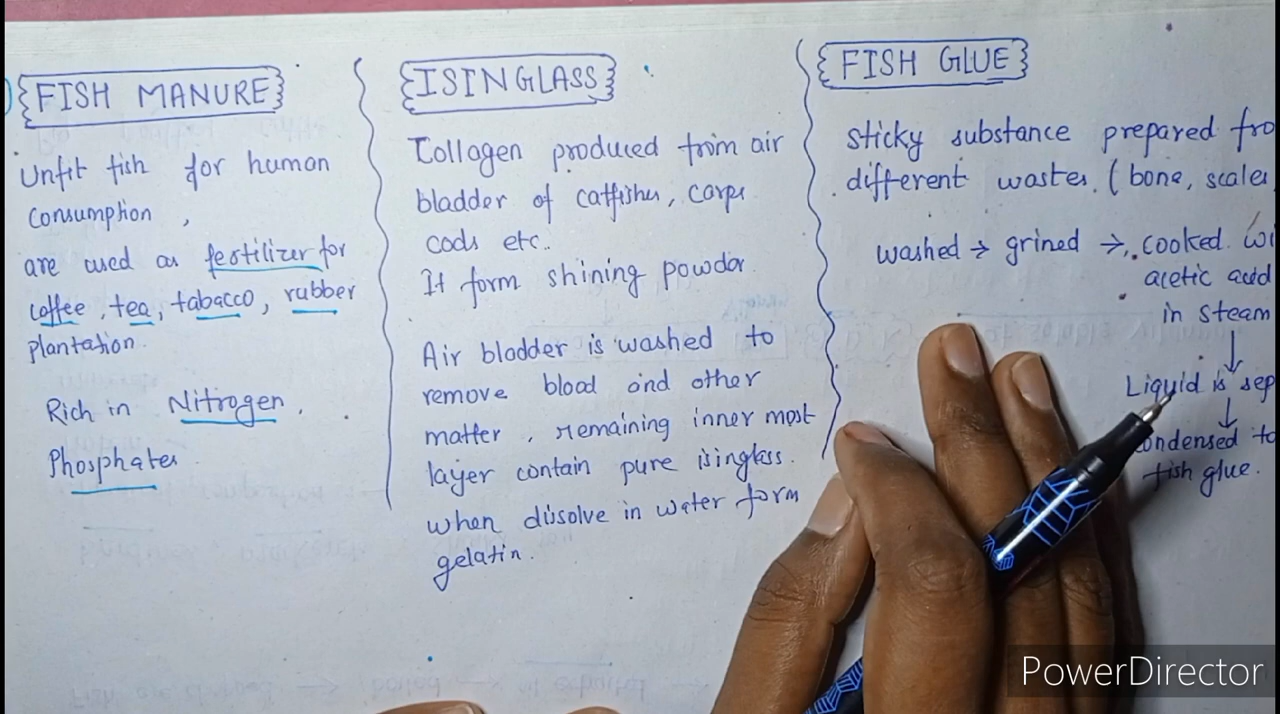 FISH MANURE
Unfit fish for human
consumption,
are used as fertilizer for
coffee, tea, tabacco, rubber
plantation.
Rich in Nitrogen,
Phosphates
ISINGLASS
Collagen produced from air
bladder of catfishes, carps
cods etc..
It form shining powdor
Air bladder is washed to
remove blood and other
matter, remaining inner most
layer contain pure isinglass.
when dissolve in water form
gelatin.
FISH GLUE
sticky substance prepared fro
different wastes. (bone, scales
washed → grined → cooked
acetic acid
in steam
↓
Liquid is sep
↓
condensed to
fish glue.
PowerDirector